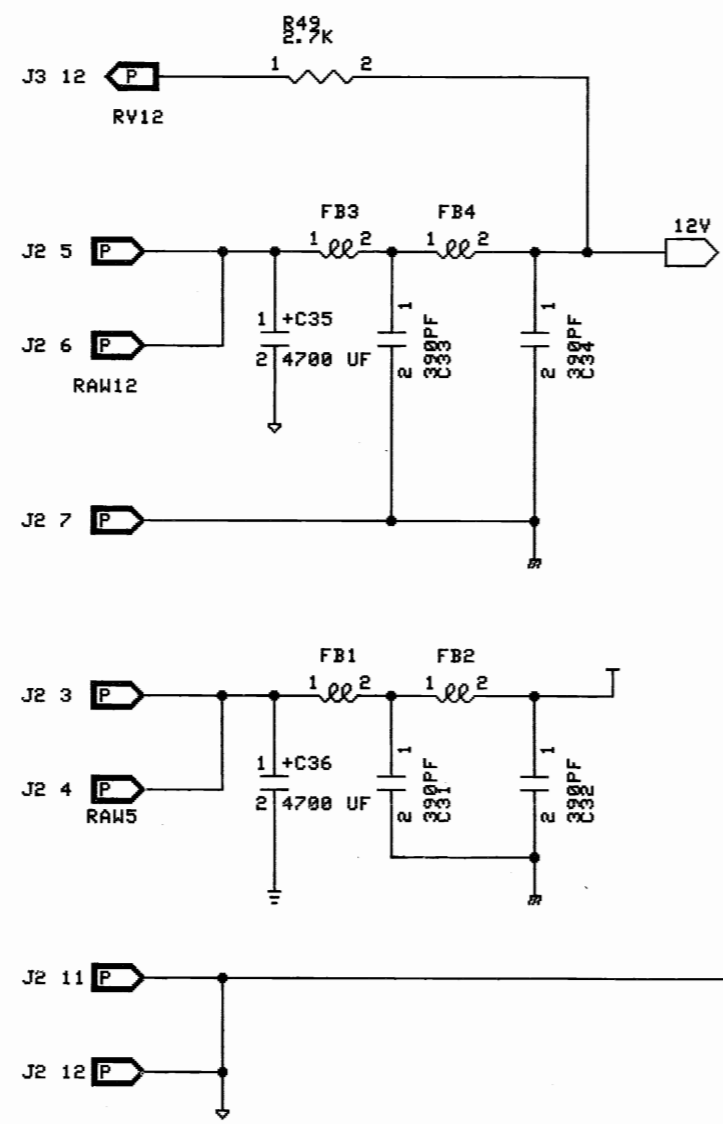 R49
2.7K
J3 12 P 1 2
RV12
FB3 FB4 12V
J2 5 P 1 2 1 2
1 +C35 1 390PF C33 1 390PF C34
J2 6 P 2 4700 UF 2 2
RAW12
J2 7 P
FB1 FB2
J2 3 P 1 2 1 2
1 +C36 1 390PF C31 1 390PF C32
J2 4 P 2 4700 UF 2 2
RAW5
J2 11 P
J2 12 P